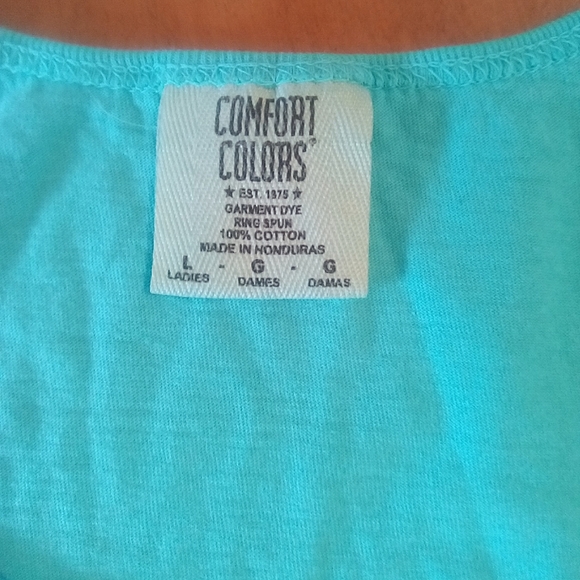 COMFORT
COLORS®
★ EST. 1975 ★
GARMENT DYE
RING SPUN
100% COTTON
MADE IN HONDURAS
L - G - G
LADIES DAMES DAMAS